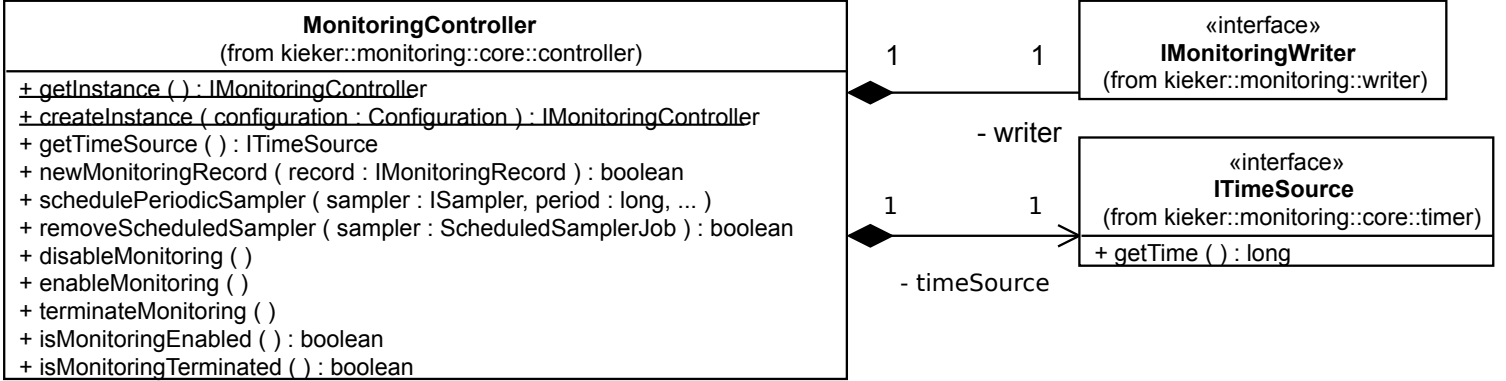 MonitoringController
(from kieker::monitoring::core::controller)
+ getInstance ( ) : IMonitoringController
+ createInstance ( configuration : Configuration ) : IMonitoringController
+ getTimeSource ( ) : ITimeSource
+ newMonitoringRecord ( record : IMonitoringRecord ) : boolean
+ schedulePeriodicSampler ( sampler : ISampler, period : long, ... )
+ removeScheduledSampler ( sampler : ScheduledSamplerJob ) : boolean
+ disableMonitoring ( )
+ enableMonitoring ( )
+ terminateMonitoring ( )
+ isMonitoringEnabled ( ) : boolean
+ isMonitoringTerminated ( ) : boolean
1 1
- writer
«interface»
IMonitoringWriter
(from kieker::monitoring::writer)
1 1
- timeSource
«interface»
ITimeSource
(from kieker::monitoring::core::timer)
+ getTime ( ) : long